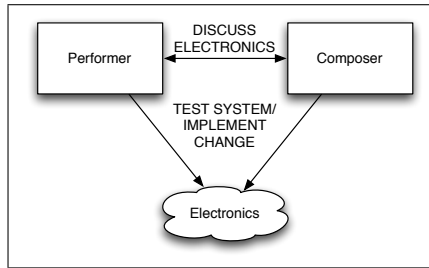 DISCUSS
ELECTRONICS
Performer
Composer
TEST SYSTEM/
IMPLEMENT
CHANGE
Electronics